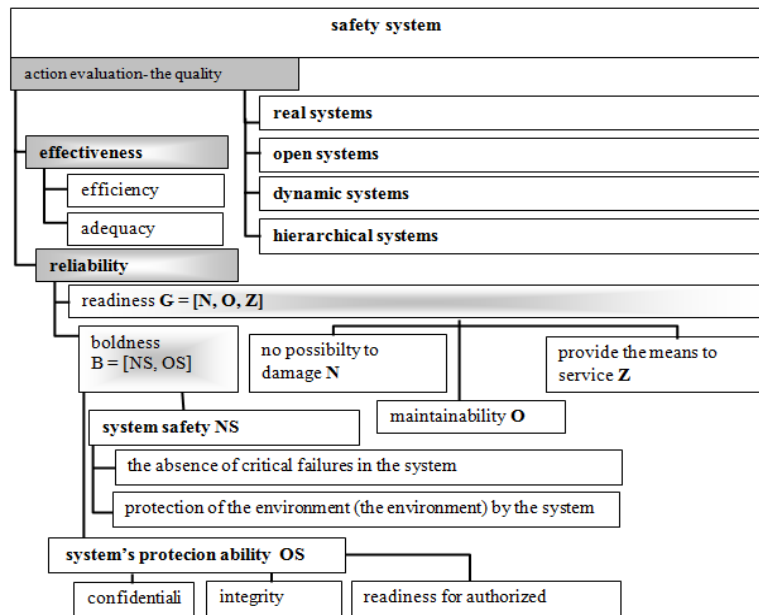 safety system
action evaluation- the quality
real systems
effectiveness
open systems
efficiency
dynamic systems
adequacy
hierarchical systems
reliability
readiness G = [N, O, Z]
boldness
B = [NS, OS]
no possibilty to
damage N
provide the means to
service Z
maintainability O
system safety NS
the absence of critical failures in the system
protection of the environment (the environment) by the system
system's protecion ability OS
confidentiali
integrity
readiness for authorized